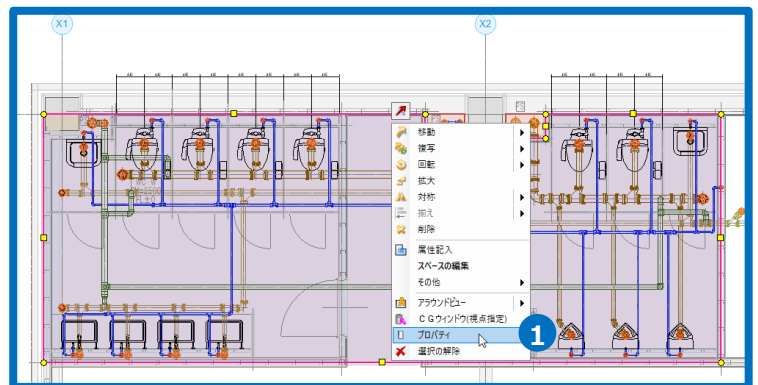 X1
X2
移動
複写
回転
拡大
対称
揃え
削除
属性記入
スペースの編集
その他
アラウンドビュー
CGウィンドウ(視点指定)
プロパティ
1
選択の解除